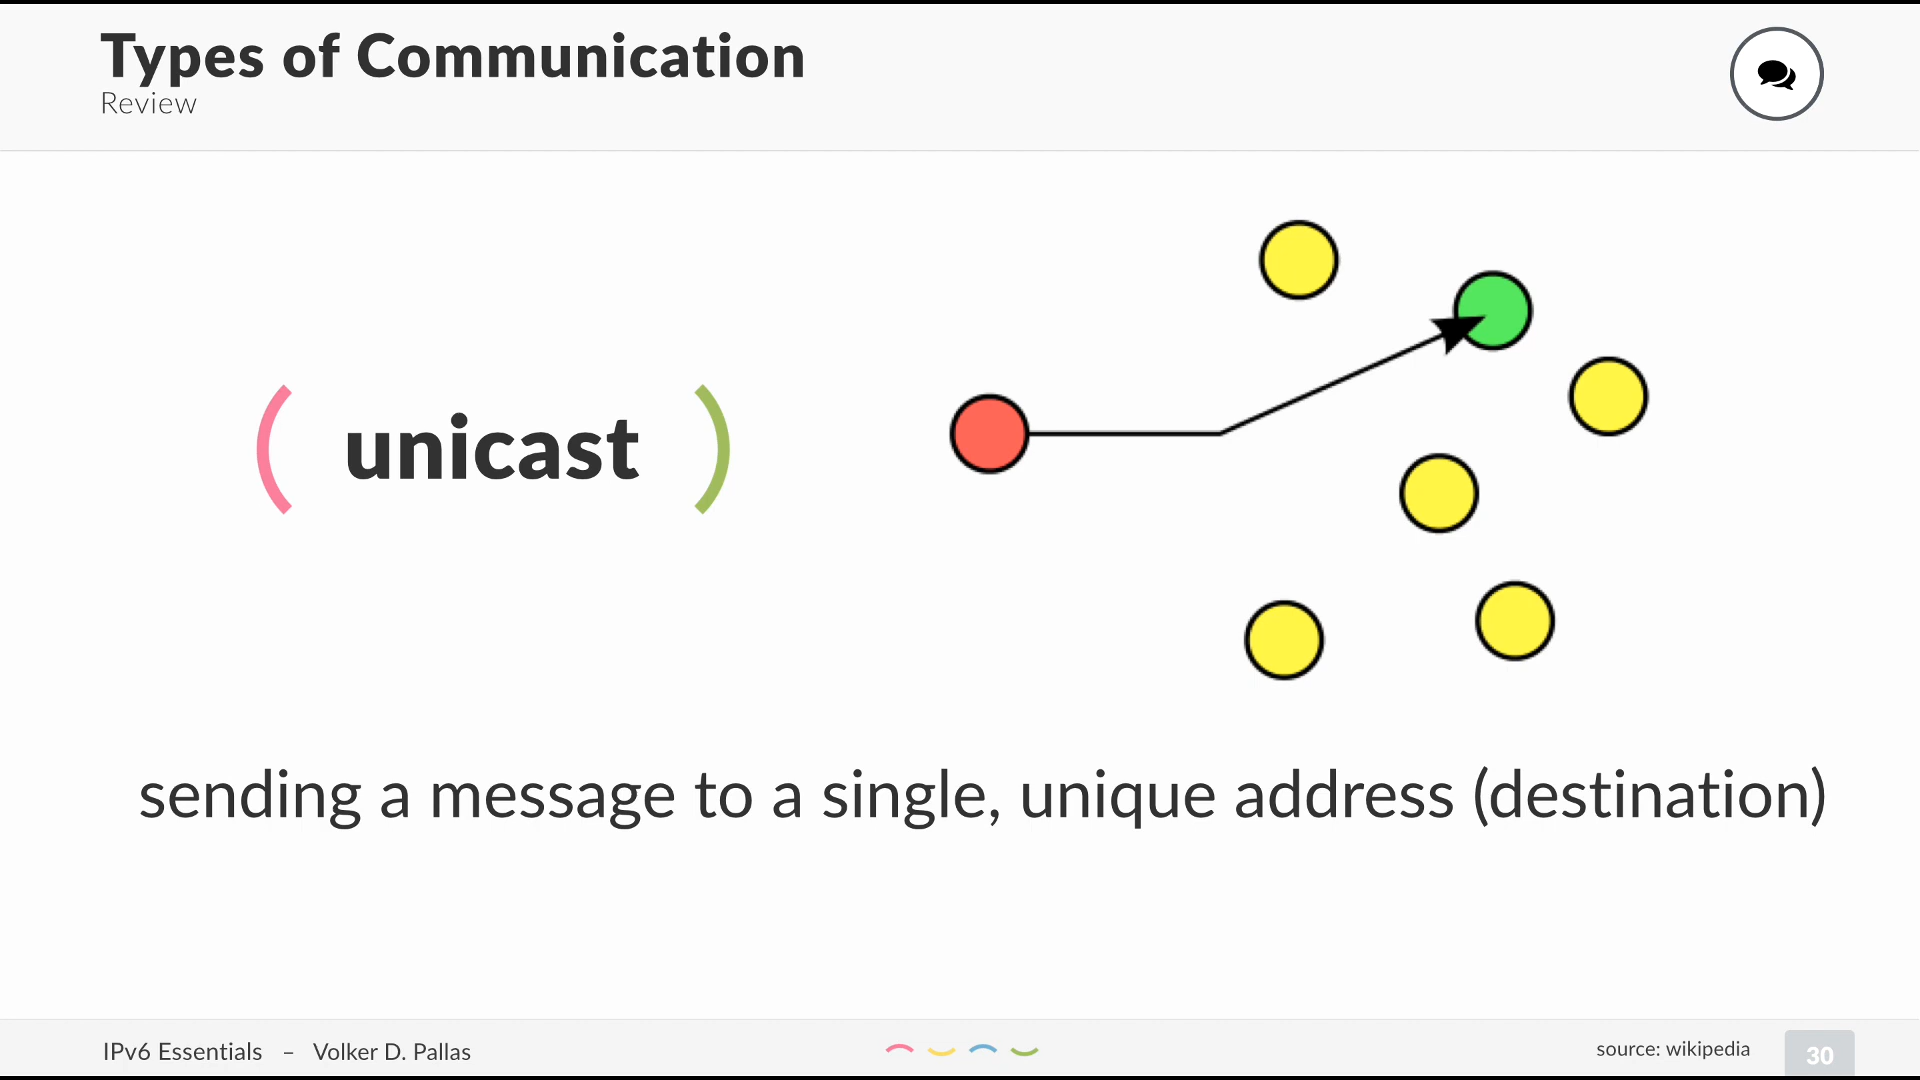 Types of Communication
Review
unicast
sending a message to a single, unique address (destination)
IPv6 Essentials – Volker D. Pallas
source: wikipedia
30